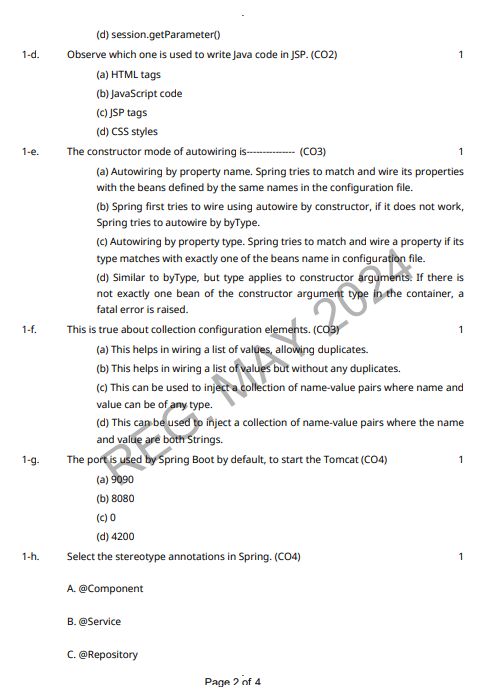 (d) session.getParameter()
1-d. Observe which one is used to write Java code in JSP. (CO2) 1
(a) HTML tags
(b) JavaScript code
(c) JSP tags
(d) CSS styles
1-e. The constructor mode of autowiring is--------------- (CO3) 1
(a) Autowiring by property name. Spring tries to match and wire its properties
with the beans defined by the same names in the configuration file.
(b) Spring first tries to wire using autowire by constructor, if it does not work,
Spring tries to autowire by byType.
(c) Autowiring by property type. Spring tries to match and wire a property if its
type matches with exactly one of the beans name in configuration file.
(d) Similar to byType, but type applies to constructor arguments. If there is
not exactly one bean of the constructor argument type in the container, a
fatal error is raised.
1-f. This is true about collection configuration elements. (CO3) 1
(a) This helps in wiring a list of values, allowing duplicates.
(b) This helps in wiring a list of values but without any duplicates.
(c) This can be used to inject a collection of name-value pairs where name and
value can be of any type.
(d) This can be used to inject a collection of name-value pairs where the name
and value are both Strings.
1-g. The port is used by Spring Boot by default, to start the Tomcat (CO4) 1
(a) 9090
(b) 8080
(c) 0
(d) 4200
1-h. Select the stereotype annotations in Spring. (CO4) 1
A. @Component
B. @Service
C. @Repository
Page 2 of 4
REG. MAY 2024